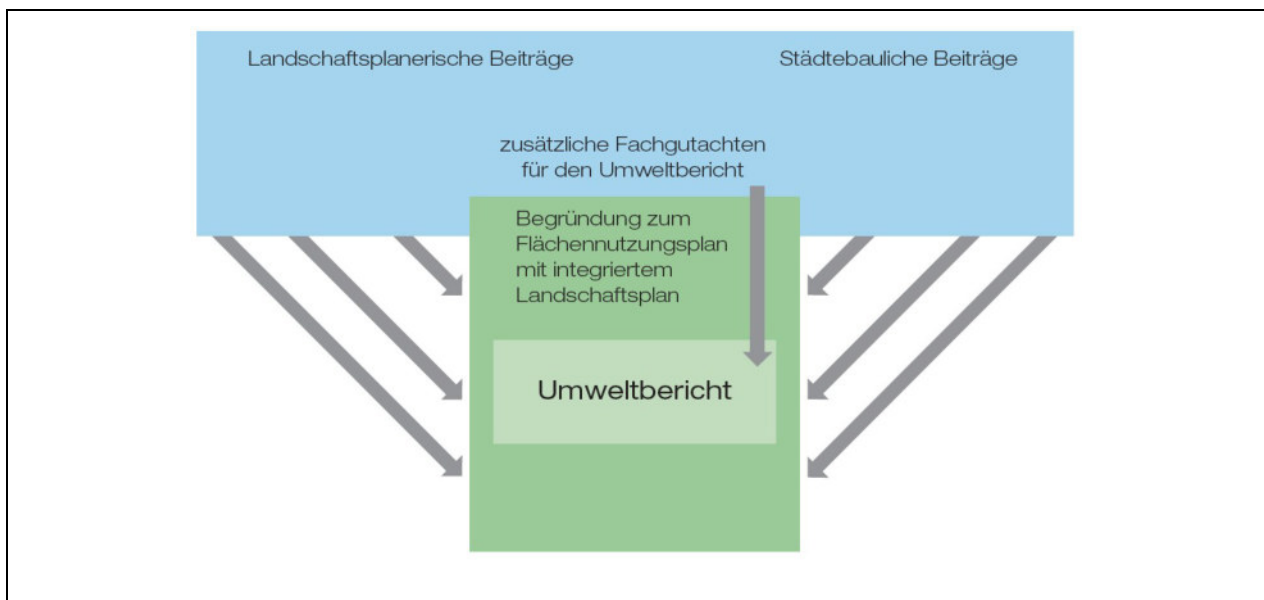 Landschaftsplanerische Beiträge
Städtebauliche Beiträge
zusätzliche Fachgutachten
für den Umweltbericht
Begründung zum
Flächennutzungsplan
mit integriertem
Landschaftsplan
Umweltbericht